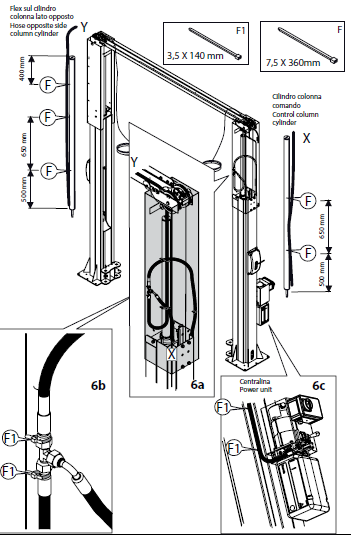 Flex sul cilindro
colonna lato opposto
Hose opposite side
column cylinder
Y
F1
3,5 X 140 mm
F
7,5 X 360mm
400 mm
F
F
650 mm
F
500 mm
Cilindro colonna
comando
Control column
cylinder
X
F
650 mm
F
500 mm
Y
X
6a
6b
F1
F1
Centralina
Power unit
6c
F1
F1